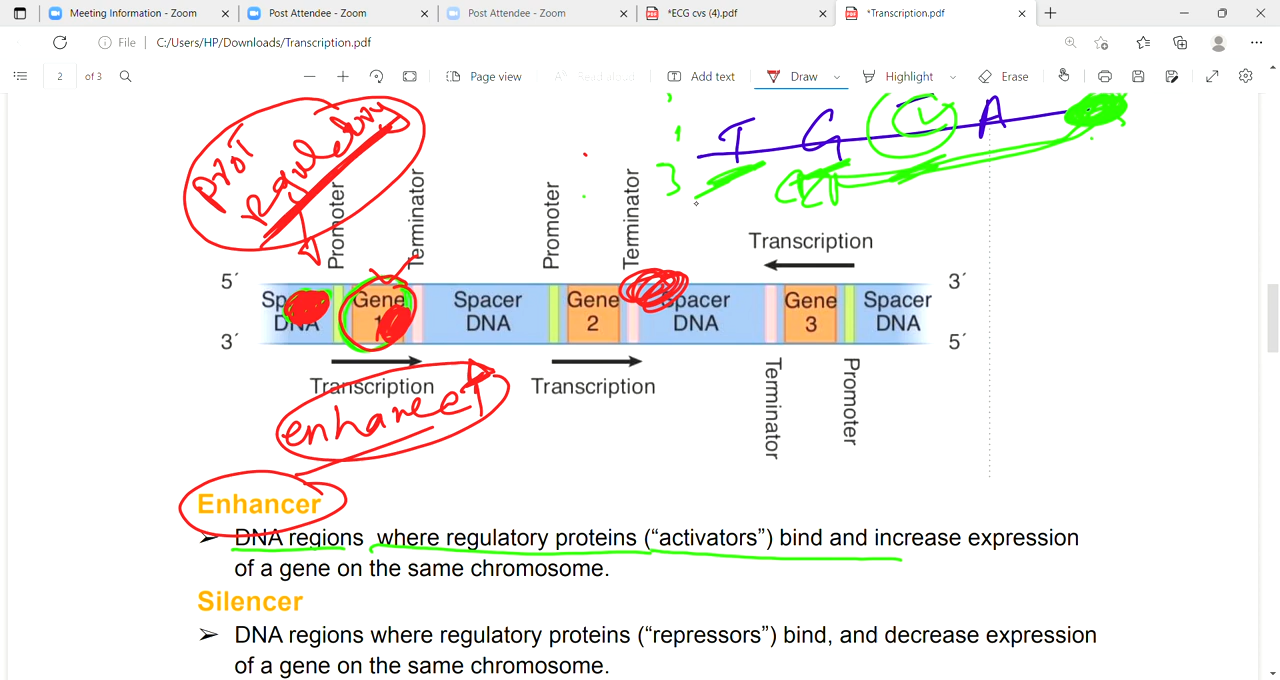 Meeting Information - Zoom
Post Attendee - Zoom
Post Attendee - Zoom
*ECG cvs (4).pdf
*Transcription.pdf
File C:/Users/HP/Downloads/Transcription.pdf
2 of 3
Page view
Read aloud
Add text
Draw
Highlight
Erase
T G A
3
prot
Regulatory
Promoter
Terminator
Promoter
Terminator
Transcription
5´ 3´
Spacer DNA
Gene 1
Spacer DNA
Gene 2
Spacer DNA
Gene 3
Spacer DNA
3´ 5´
Transcription
Transcription
Terminator
Promoter
enhancer
Enhancer
➢ DNA regions where regulatory proteins (“activators”) bind and increase expression
of a gene on the same chromosome.
Silencer
➢ DNA regions where regulatory proteins (“repressors”) bind, and decrease expression
of a gene on the same chromosome.